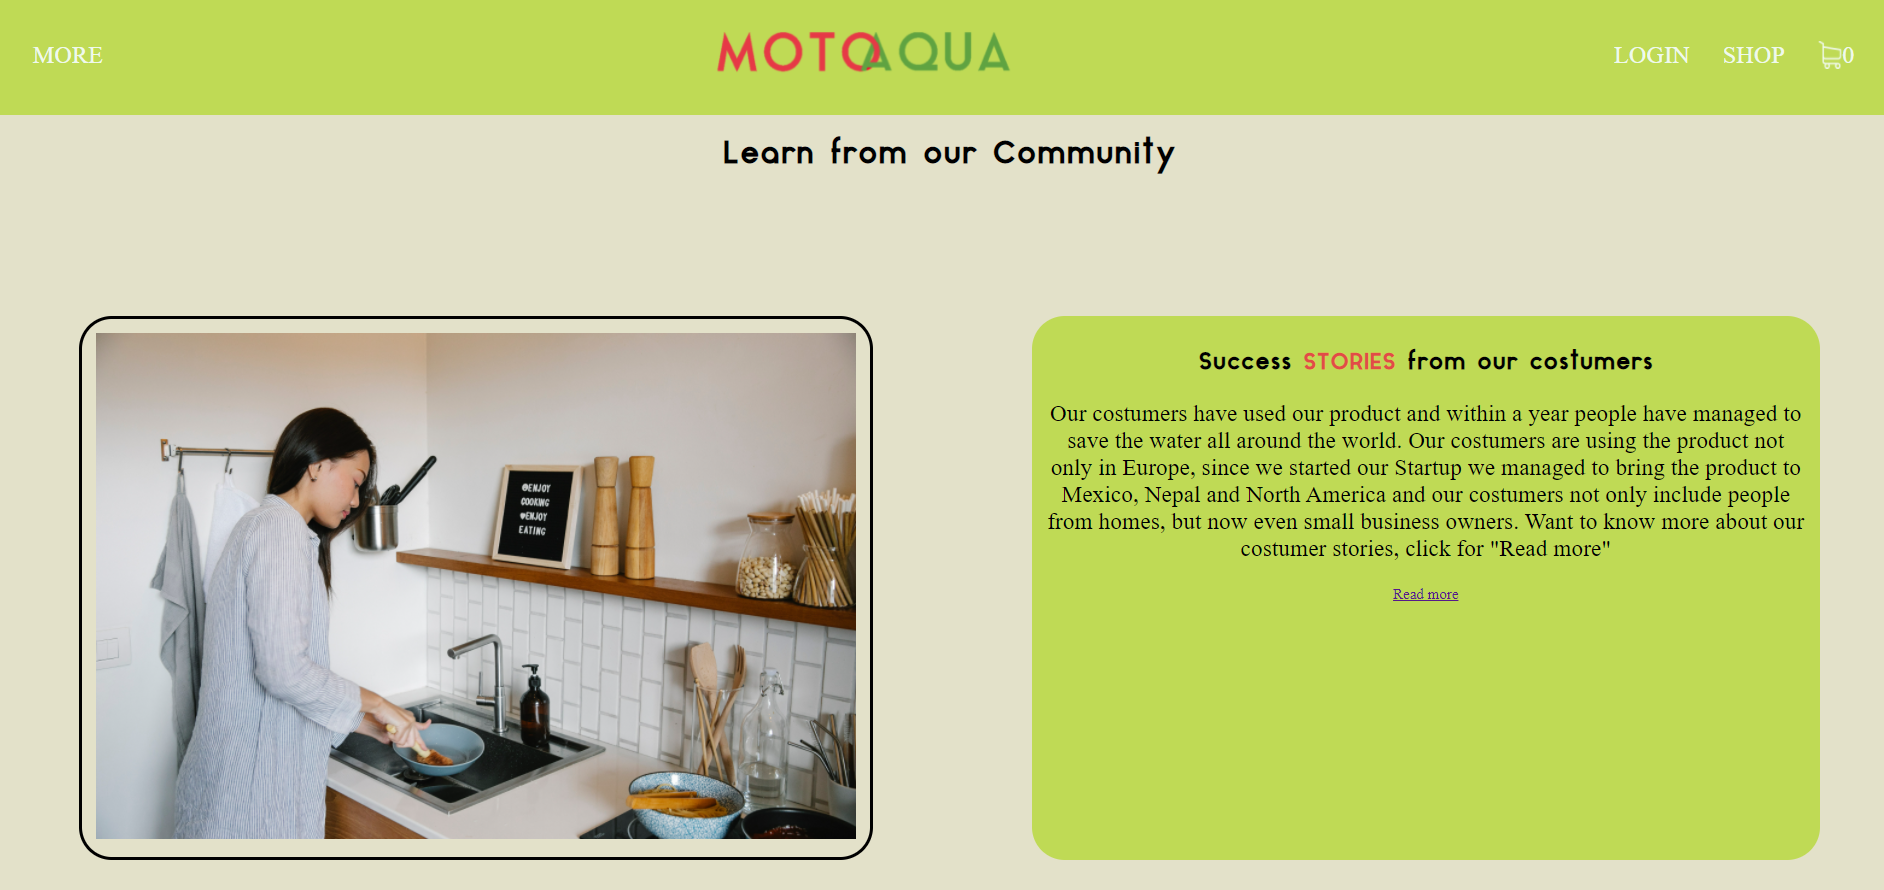 MORE
MOTOAQUA
LOGIN SHOP 0
Learn from our Community
ENJOY
COOKING
♥ENJOY
EATING
Success STORIES from our costumers
Our costumers have used our product and within a year people have managed to
save the water all around the world. Our costumers are using the product not
only in Europe, since we started our Startup we managed to bring the product to
Mexico, Nepal and North America and our costumers not only include people
from homes, but now even small business owners. Want to know more about our
costumer stories, click for "Read more"
Read more